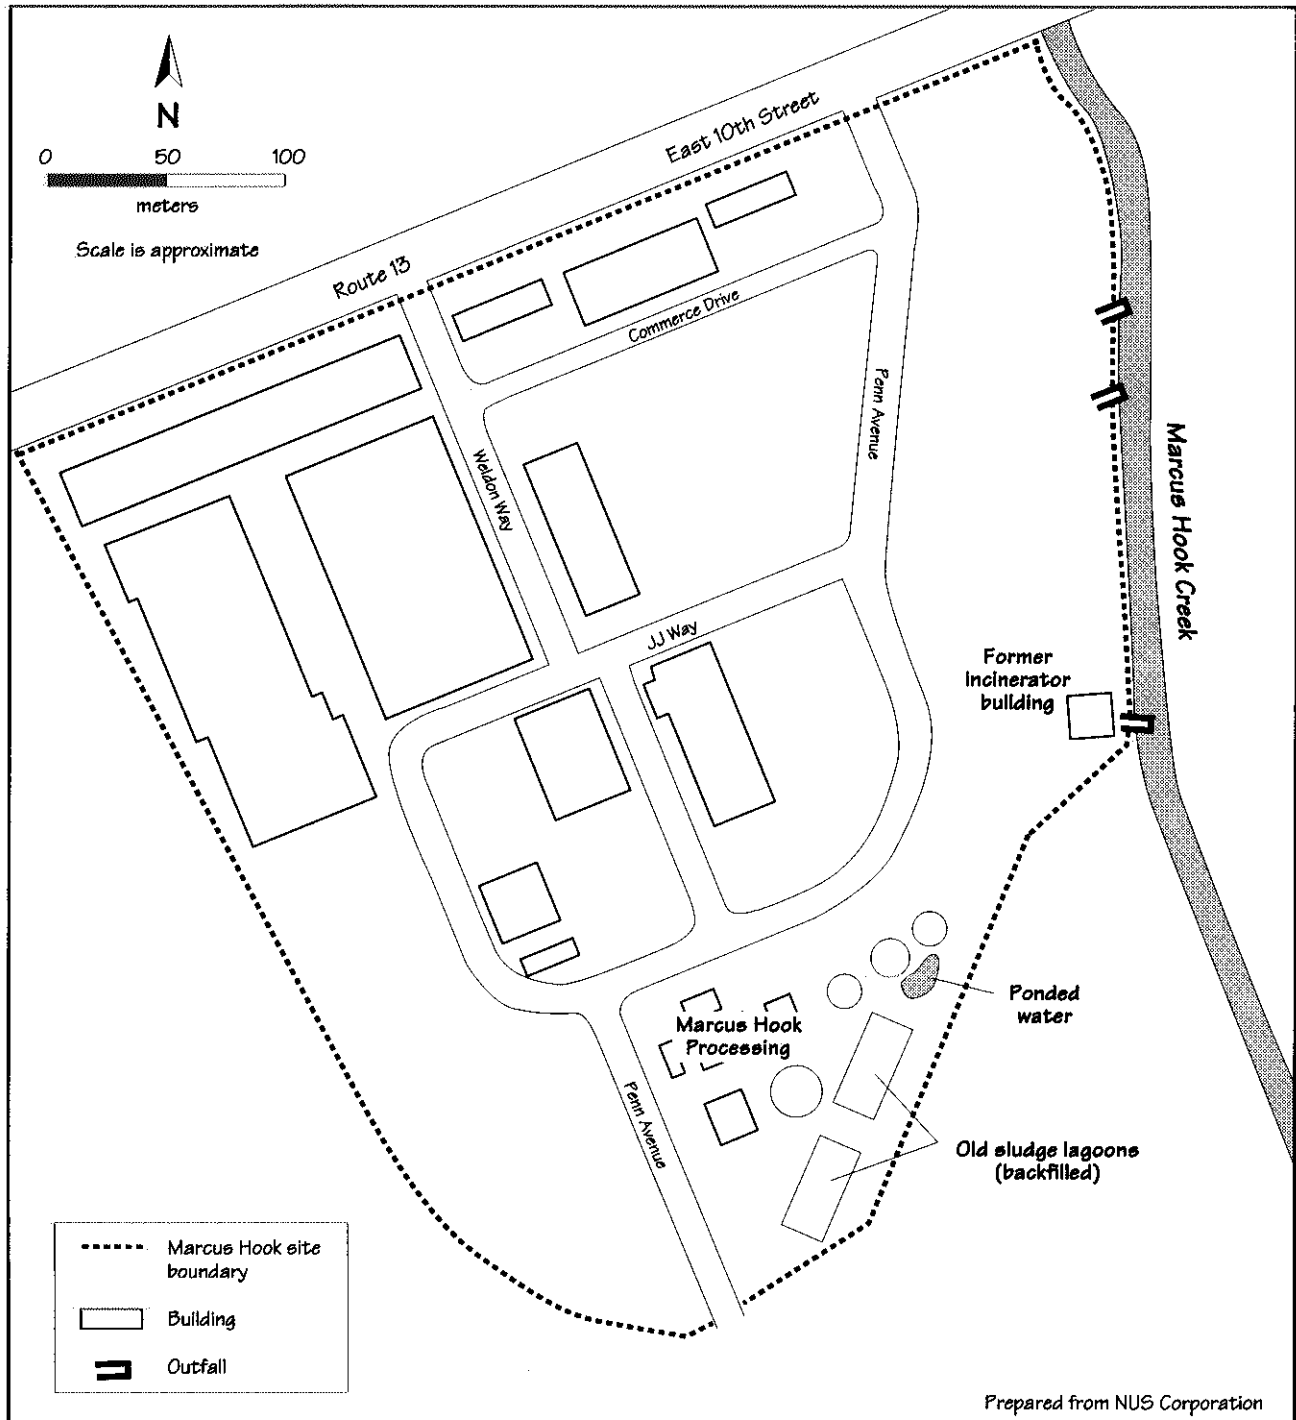 N
0 50 100
meters
Scale is approximate
East 10th Street
Route 13
Commerce Drive
Penn Avenue
Weldon Way
Marcus Hook Creek
JJ Way
Former
incinerator
building
Ponded
water
Marcus Hook
Processing
Penn Avenue
Old sludge lagoons
(backfilled)
Marcus Hook site
boundary
Building
Outfall
Prepared from NUS Corporation